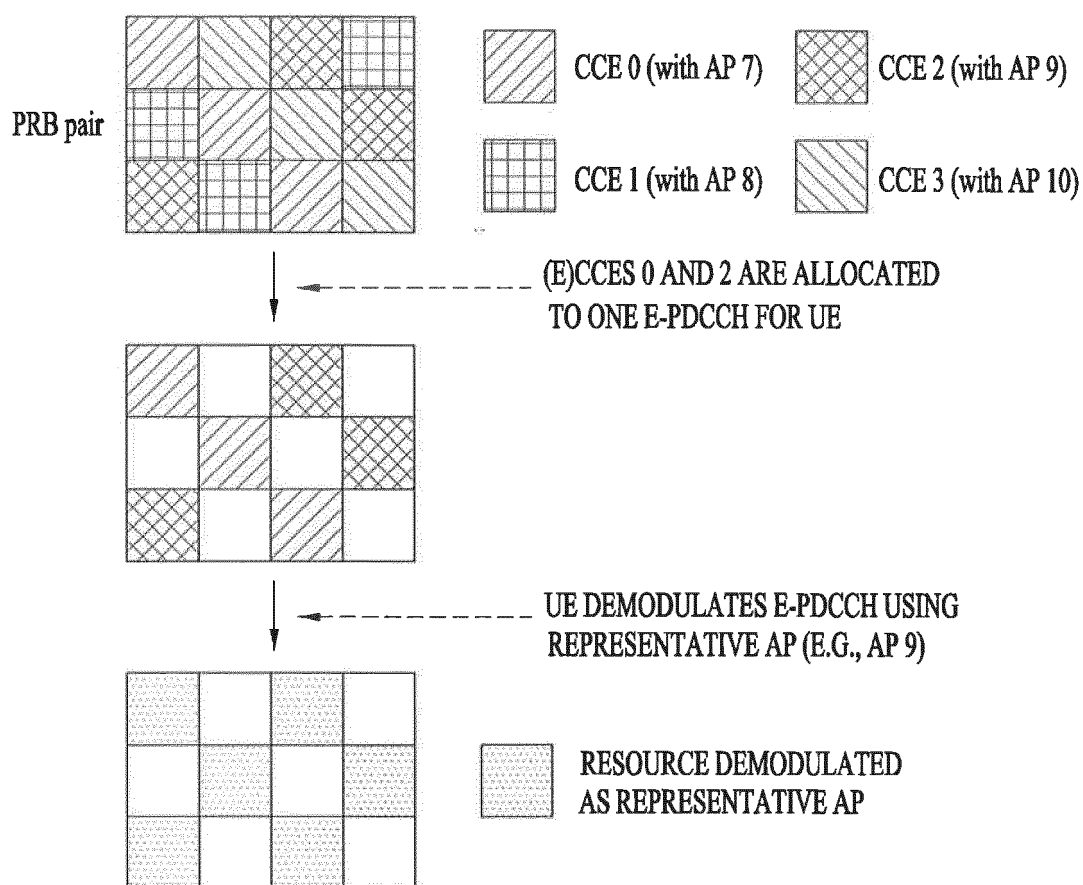 CCE 0 (with AP 7)
CCE 2 (with AP 9)
PRB pair
CCE 1 (with AP 8)
CCE 3 (with AP 10)
(E)CCES 0 AND 2 ARE ALLOCATED
TO ONE E-PDCCH FOR UE
UE DEMODULATES E-PDCCH USING
REPRESENTATIVE AP (E.G., AP 9)
RESOURCE DEMODULATED
AS REPRESENTATIVE AP